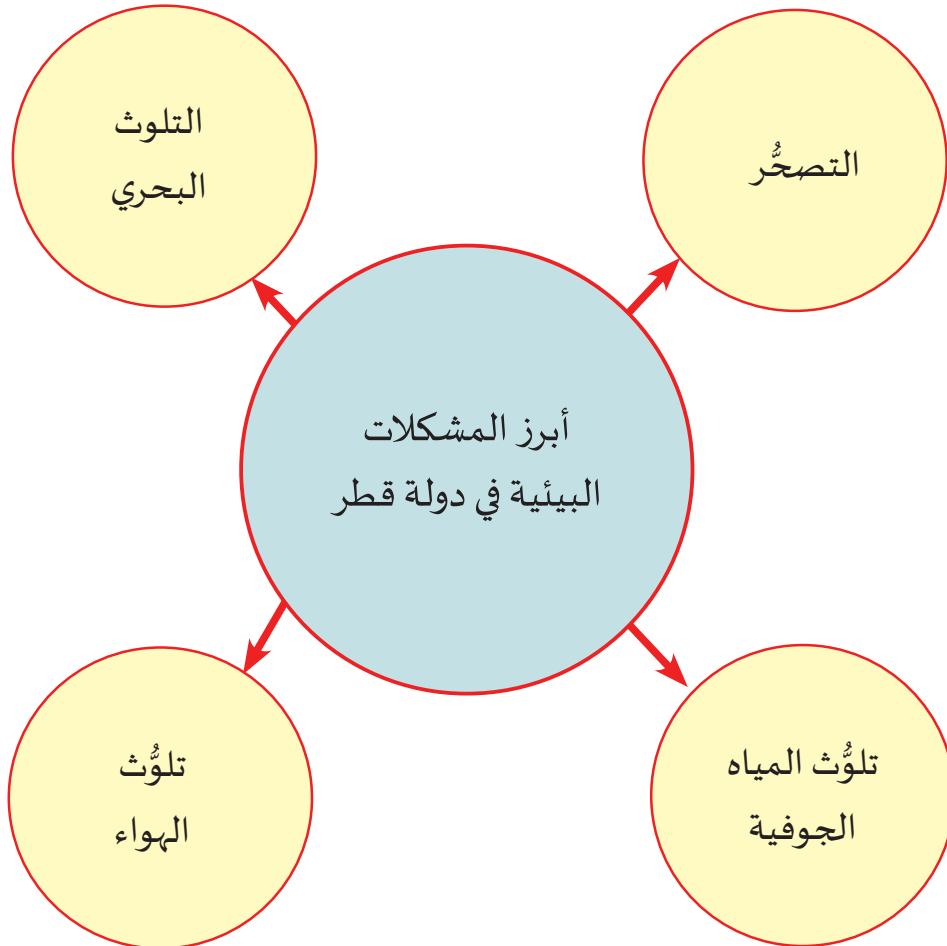 التصحُّر
التلوث
البحري
أبرز المشكلات
البيئية في دولة قطر
تلوُّث المياه
الجوفية
تلوُّث
الهواء